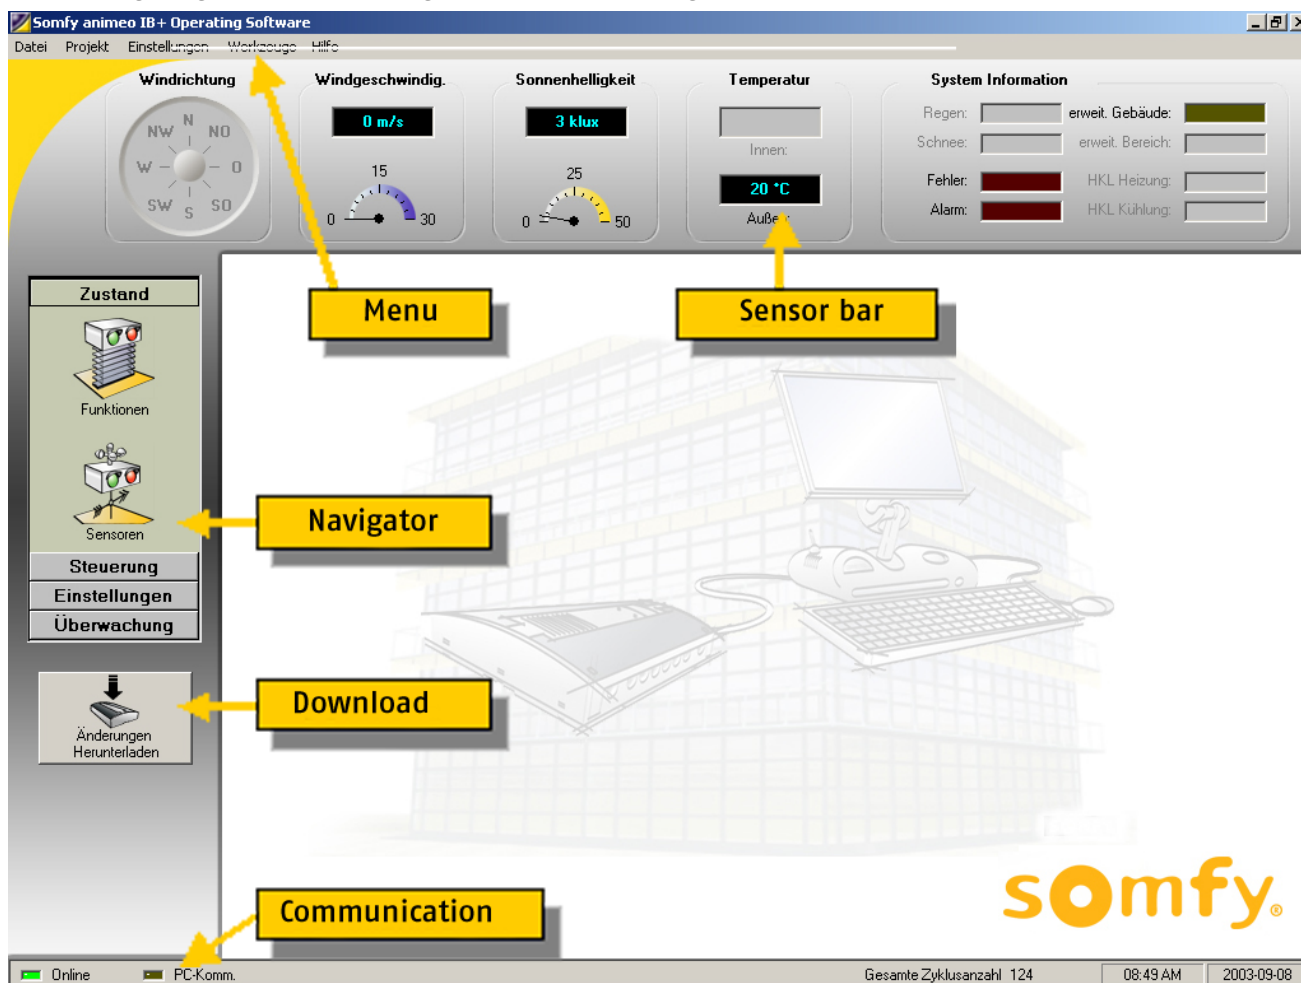 Somfy animeo IB+ Operating Software
Datei Projekt Einstellungen Werkzeuge Hilfe
Windrichtung
N
NW NO
W O
SW SO
S
Windgeschwindig.
0 m/s
15
0 30
Sonnenhelligkeit
3 klux
25
0 50
Temperatur
Innen:
20 °C
Außen:
System Information
Regen: erweit. Gebäude:
Schnee: erweit. Bereich:
Fehler: HKL Heizung:
Alarm: HKL Kühlung:
Menu
Sensor bar
Zustand
Funktionen
Sensoren
Navigator
Steuerung
Einstellungen
Überwachung
Download
Änderungen
Herunterladen
Communication
somfy®
Online PC-Komm. Gesamte Zyklusanzahl 124 08:49 AM 2003-09-08